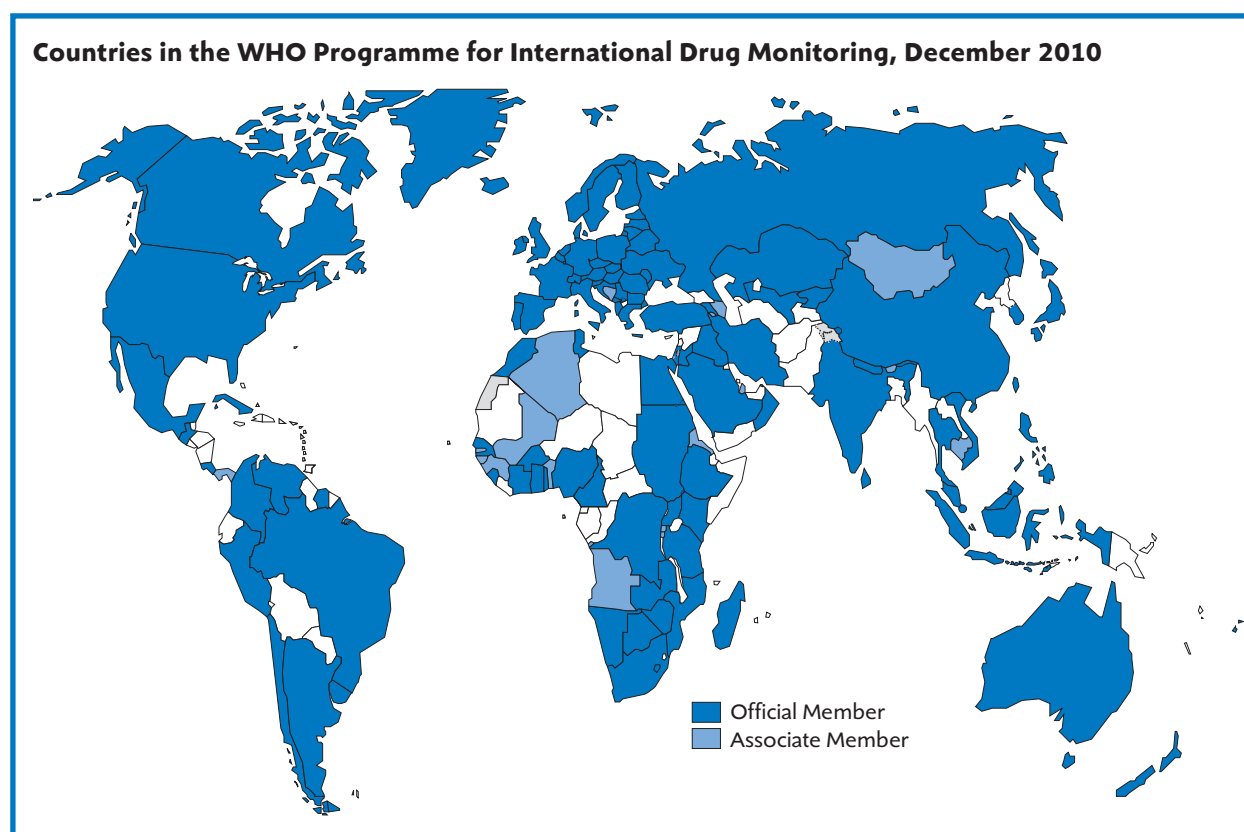 Countries in the WHO Programme for International Drug Monitoring, December 2010
Official Member
Associate Member